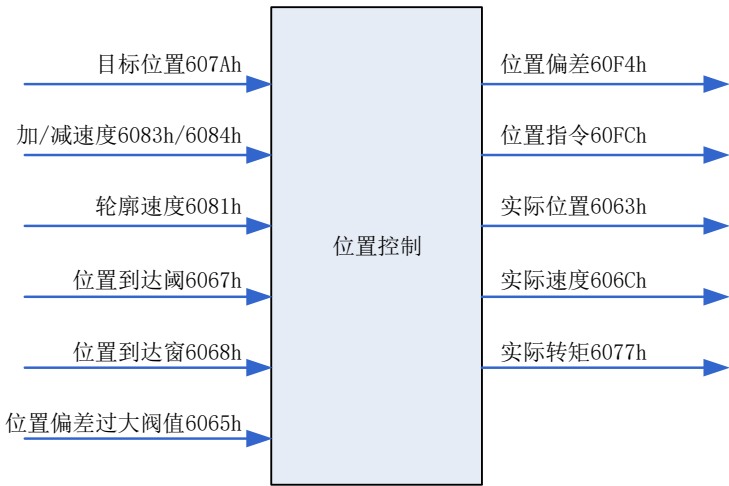 目标位置607Ah
加/减速度6083h/6084h
轮廓速度6081h
位置到达阈6067h
位置到达窗6068h
位置偏差过大阀值6065h
位置控制
位置偏差60F4h
位置指令60FCh
实际位置6063h
实际速度606Ch
实际转矩6077h